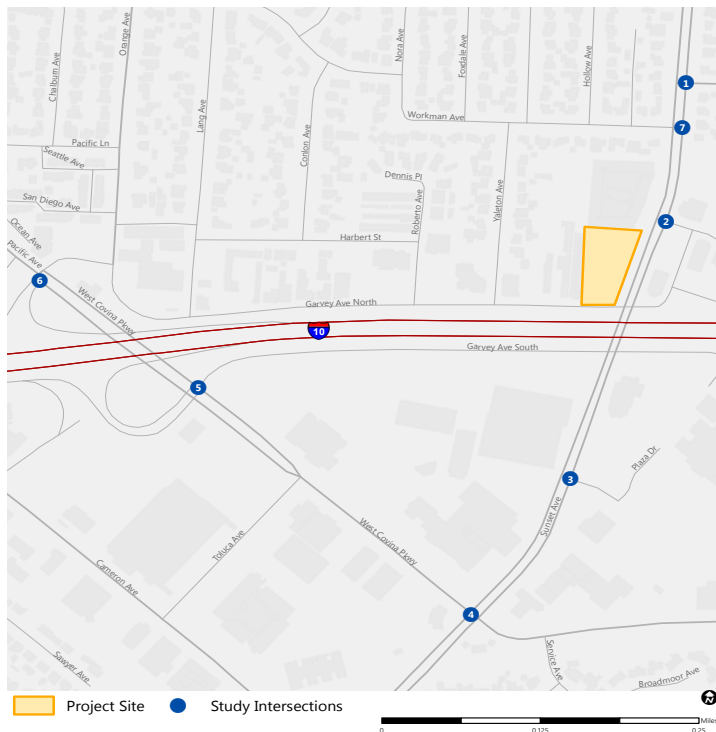 Chalburn Ave
Orange Ave
Nora Ave
Foxdale Ave
Hollow Ave
1
Lang Ave
Workman Ave
7
Pacific Ln
Seattle Ave
Conlon Ave
Dennis Pl
Roberto Ave
Yaleton Ave
San Diego Ave
2
Ocean Ave
Pacific Ave
Harbert St
6
West Covina Pkwy
Garvey Ave North
10
Garvey Ave South
5
Plaza Dr
3
Sunset Ave
Toluca Ave
West Covina Pkwy
Cameron Ave
4
Sawyer Ave
Service Ave
Broadmoor Ave
Project Site
Study Intersections
N
Miles
0
0.125
0.25